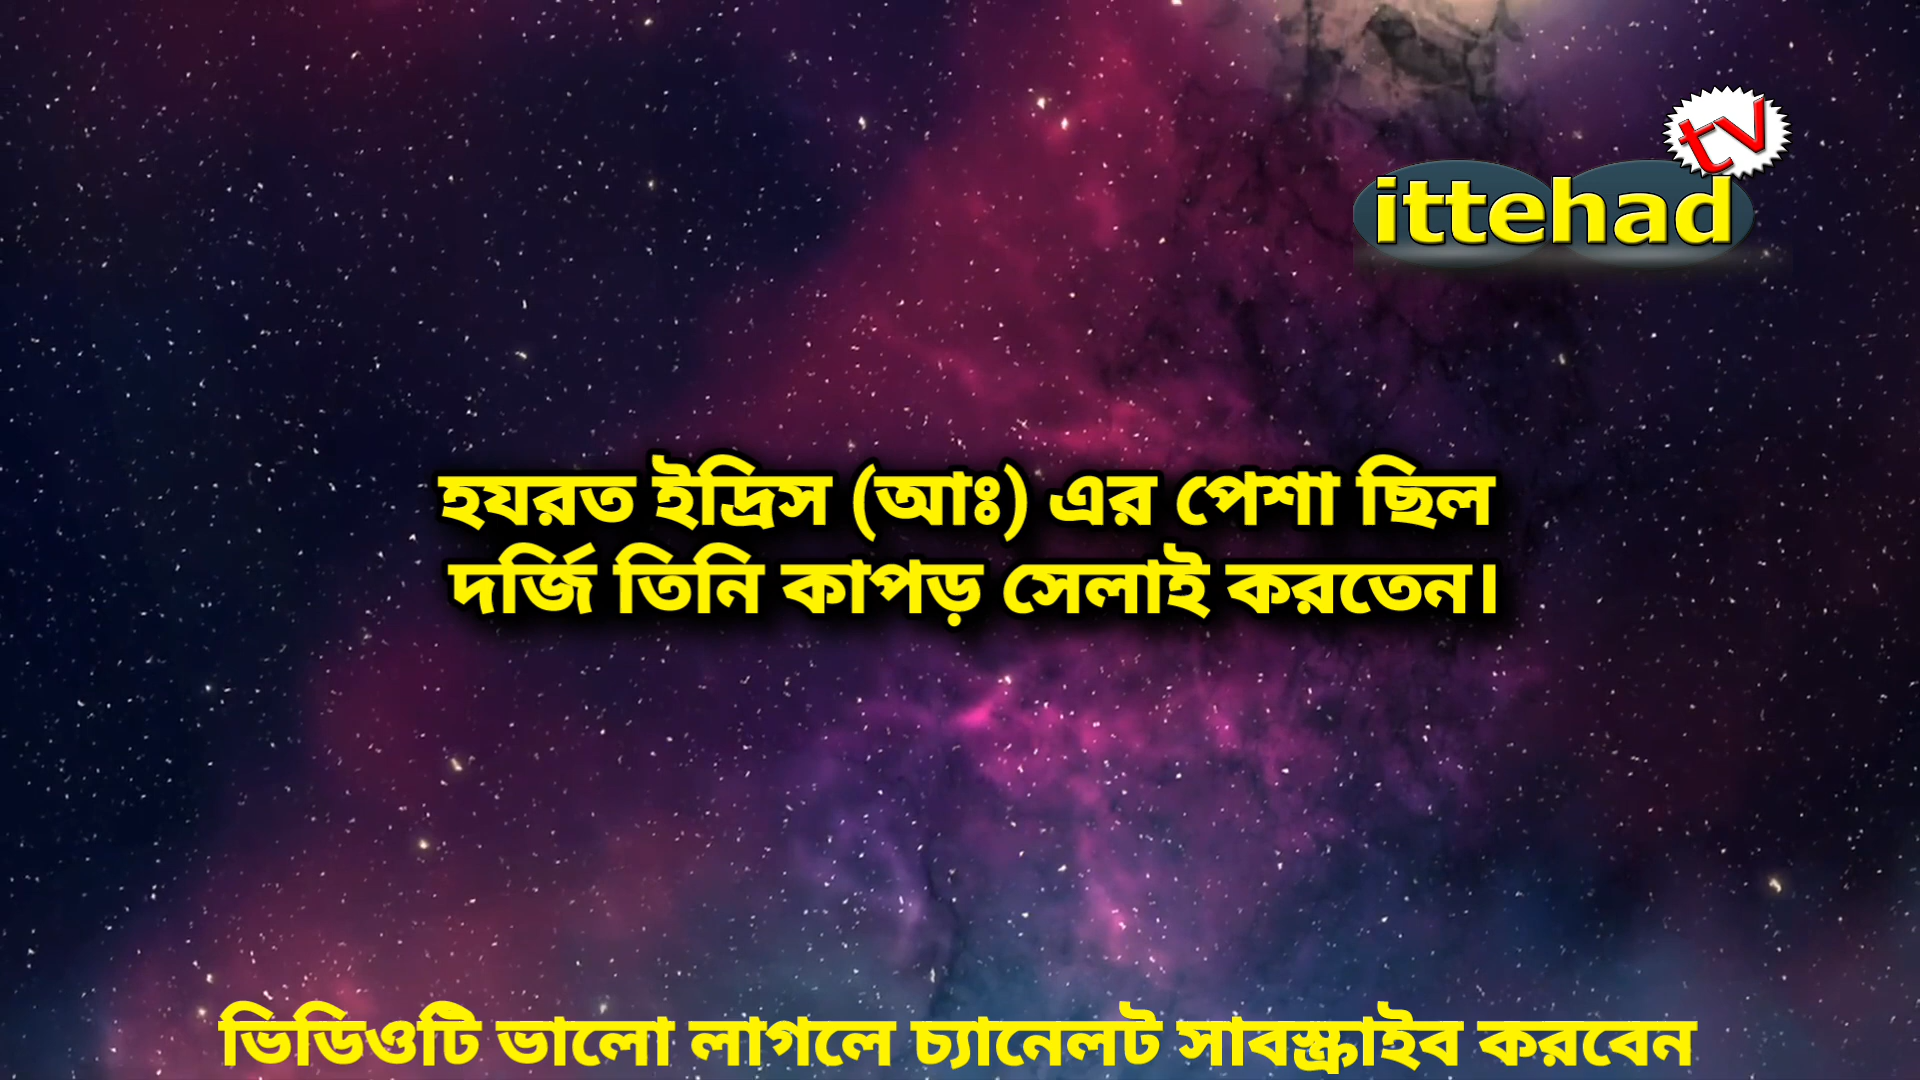 tv
ittehad
হযরত ইদ্রিস (আঃ) এর পেশা ছিল
দর্জি তিনি কাপড় সেলাই করতেন।
ভিডিওটি ভালো লাগলে চ্যানেলট সাবস্ক্রাইব করবেন